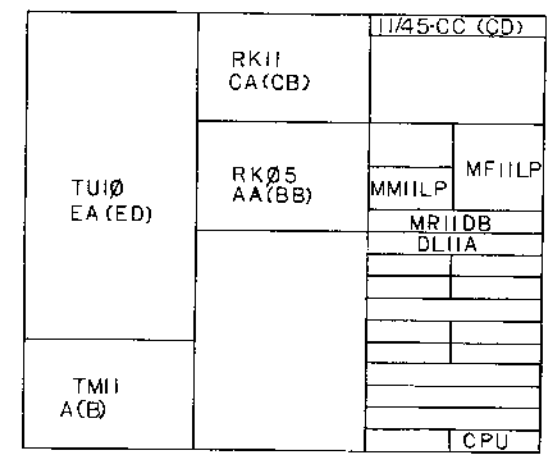 11/45-CC (CD)
RK11
CA(CB)
TU1Ø
EA(ED)
RKØ5
AA(BB)
MM11LP
MF11LP
MR11DB
DL11A
TM11
A(B)
CPU